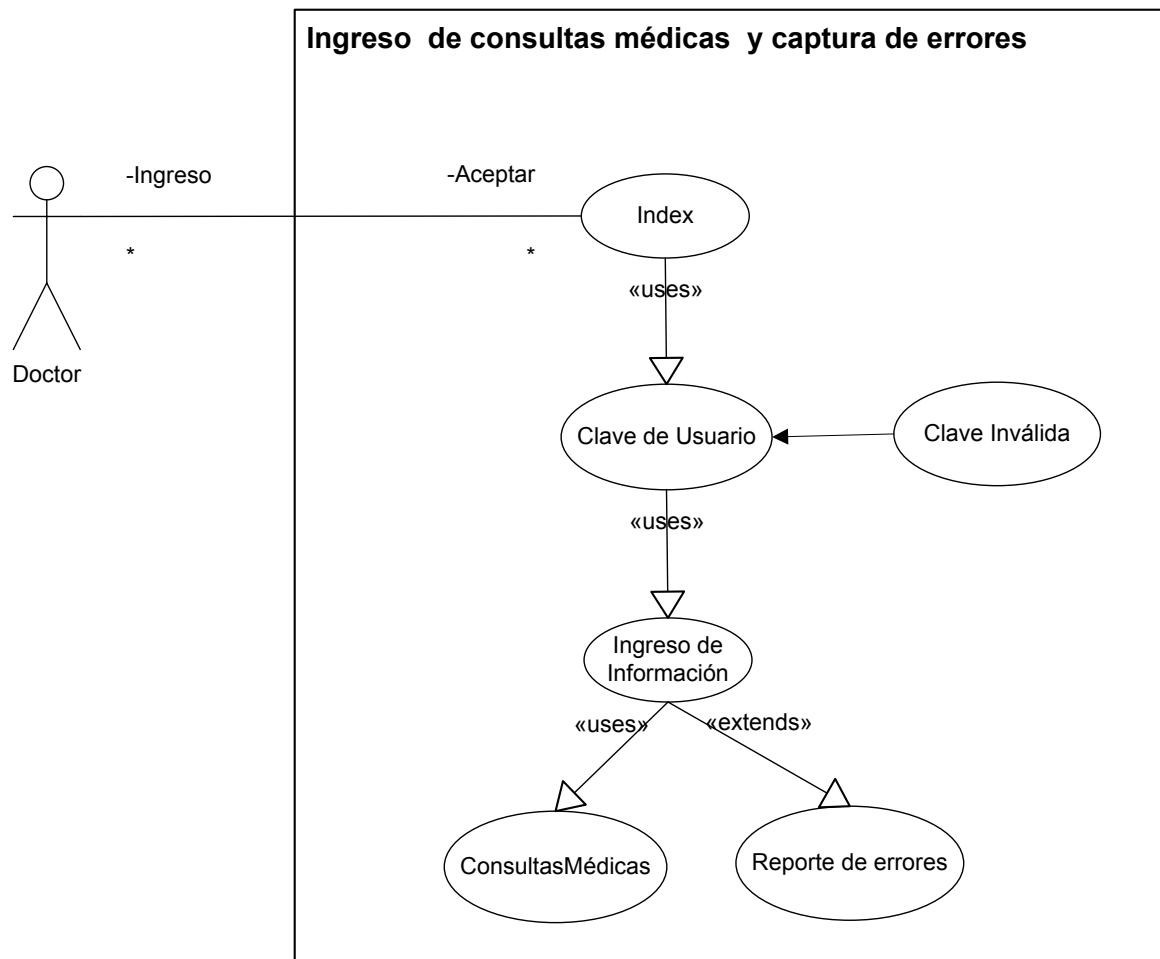 Ingreso  de consultas médicas  y captura de errores
-Ingreso
-Aceptar
*
*
Index
Doctor
«uses»
Clave de Usuario
Clave Inválida
«uses»
Ingreso de
Información
«uses»
«extends»
ConsultasMédicas
Reporte de errores